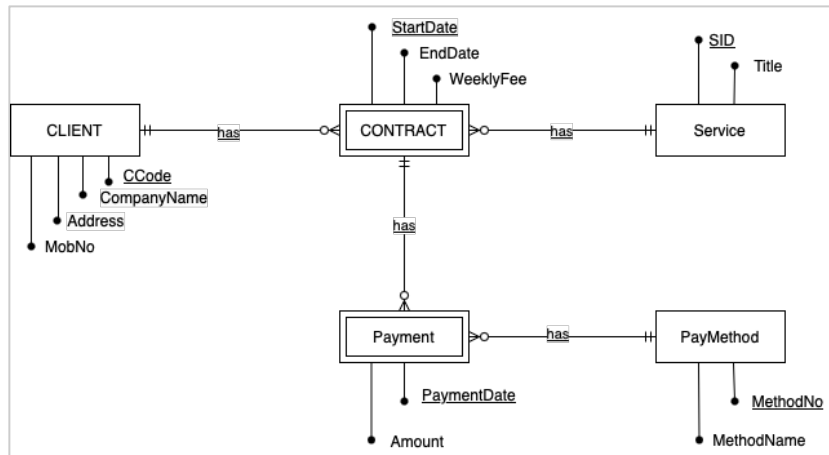 StartDate
EndDate
WeeklyFee
SID
Title
CLIENT
has
CONTRACT
has
Service
CCode
CompanyName
Address
MobNo
has
Payment
has
PayMethod
PaymentDate
MethodNo
Amount
MethodName